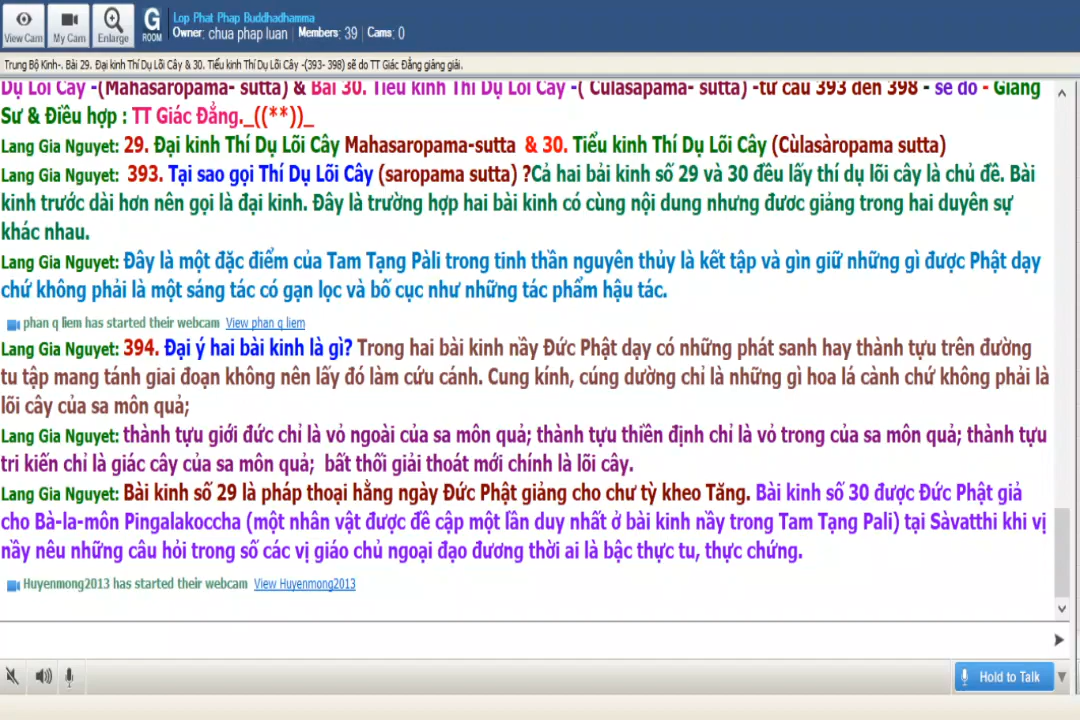 View Cam
My Cam
Enlarge
G
ROOM
Lop Phat Phap Buddhadhamma
Owner: chua phap luan | Members: 39 | Cams: 0
Trung Bộ Kinh-. Bài 29. Đại kinh Thí Dụ Lõi Cây & 30. Tiểu kinh Thí Dụ Lõi Cây -(393- 398) sẽ do TT Giác Đẳng giảng giải.
Dụ Lõi Cây -(Mahasaropama- sutta) & Bài 30. Tiểu kinh Thí Dụ Lõi Cây -( Culasapama- sutta) -từ câu 393 đến 398 - sẽ do - Giảng
Sư & Điều hợp : TT Giác Đẳng._((**))_
Lang Gia Nguyet: 29. Đại kinh Thí Dụ Lõi Cây Mahasaropama-sutta & 30. Tiểu kinh Thí Dụ Lõi Cây (Cùlasàropama sutta)
Lang Gia Nguyet: 393. Tại sao gọi Thí Dụ Lõi Cây (saropama sutta) ?Cả hai bải kinh số 29 và 30 đều lấy thí dụ lõi cây là chủ đề. Bài
kinh trước dài hơn nên gọi là đại kinh. Đây là trường hợp hai bài kinh có cùng nội dung nhưng đươc giảng trong hai duyên sự
khác nhau.
Lang Gia Nguyet: Đây là một đặc điểm của Tam Tạng Pàli trong tinh thần nguyên thủy là kết tập và gìn giữ những gì được Phật dạy
chứ không phải là một sáng tác có gạn lọc và bố cục như những tác phẩm hậu tác.
phan q liem has started their webcam View phan q liem
Lang Gia Nguyet: 394. Đại ý hai bài kinh là gì? Trong hai bài kinh nầy Đức Phật dạy có những phát sanh hay thành tựu trên đường
tu tập mang tánh giai đoạn không nên lấy đó làm cứu cánh. Cung kính, cúng dường chỉ là những gì hoa lá cành chứ không phải là
lõi cây của sa môn quả;
Lang Gia Nguyet: thành tựu giới đức chỉ là vỏ ngoài của sa môn quả; thành tựu thiền định chỉ là vỏ trong của sa môn quả; thành tựu
tri kiến chỉ là giác cây của sa môn quả; bất thối giải thoát mới chính là lõi cây.
Lang Gia Nguyet: Bài kinh số 29 là pháp thoại hằng ngày Đức Phật giảng cho chư tỳ kheo Tăng. Bài kinh số 30 được Đức Phật giả
cho Bà-la-môn Pingalakoccha (một nhân vật được đề cập một lần duy nhất ở bài kinh nầy trong Tam Tạng Pali) tại Sàvatthi khi vị
nầy nêu những câu hỏi trong số các vị giáo chủ ngoại đạo đương thời ai là bậc thực tu, thực chứng.
Huyenmong2013 has started their webcam View Huyenmong2013
Hold to Talk